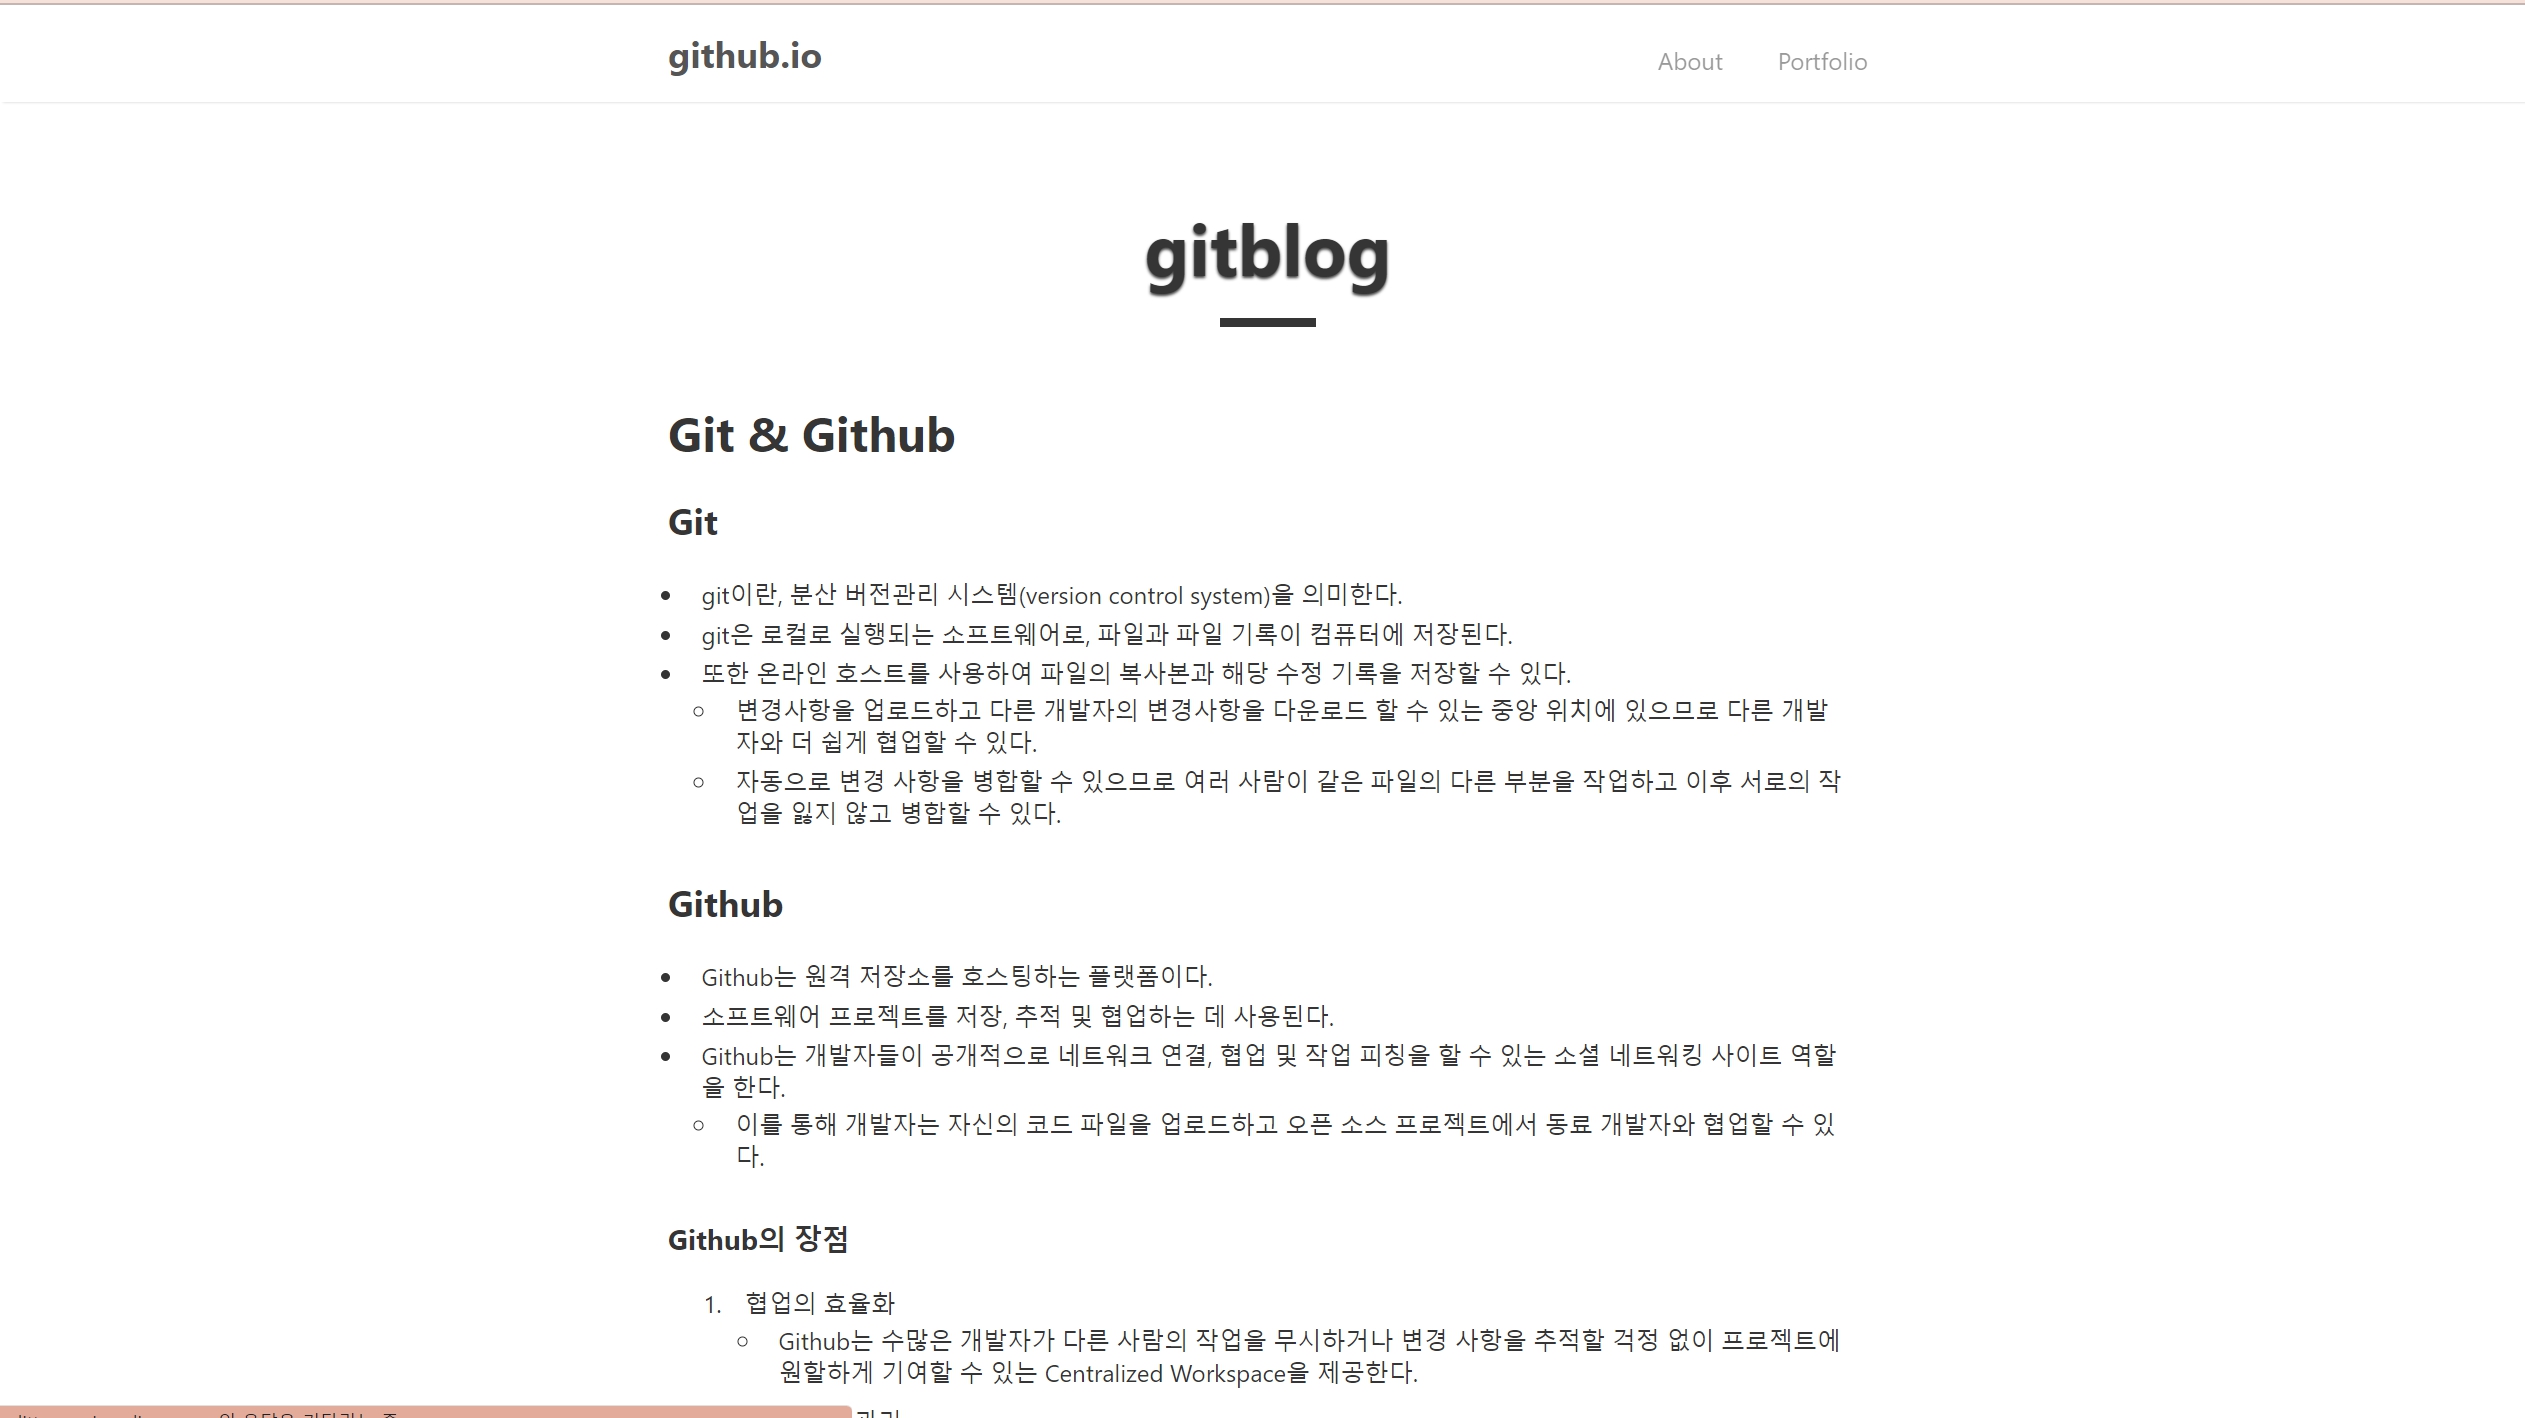 github.io
About
Portfolio
gitblog
Git & Github
Git
git이란, 분산 버전관리 시스템(version control system)을 의미한다.
git은 로컬로 실행되는 소프트웨어로, 파일과 파일 기록이 컴퓨터에 저장된다.
또한 온라인 호스트를 사용하여 파일의 복사본과 해당 수정 기록을 저장할 수 있다.
변경사항을 업로드하고 다른 개발자의 변경사항을 다운로드 할 수 있는 중앙 위치에 있으므로 다른 개발
자와 더 쉽게 협업할 수 있다.
자동으로 변경 사항을 병합할 수 있으므로 여러 사람이 같은 파일의 다른 부분을 작업하고 이후 서로의 작
업을 잃지 않고 병합할 수 있다.
Github
Github는 원격 저장소를 호스팅하는 플랫폼이다.
소프트웨어 프로젝트를 저장, 추적 및 협업하는 데 사용된다.
Github는 개발자들이 공개적으로 네트워크 연결, 협업 및 작업 피칭을 할 수 있는 소셜 네트워킹 사이트 역할
을 한다.
이를 통해 개발자는 자신의 코드 파일을 업로드하고 오픈 소스 프로젝트에서 동료 개발자와 협업할 수 있
다.
Github의 장점
1. 협업의 효율화
Github는 수많은 개발자가 다른 사람의 작업을 무시하거나 변경 사항을 추적할 걱정 없이 프로젝트에
원할하게 기여할 수 있는 Centralized Workspace을 제공한다.